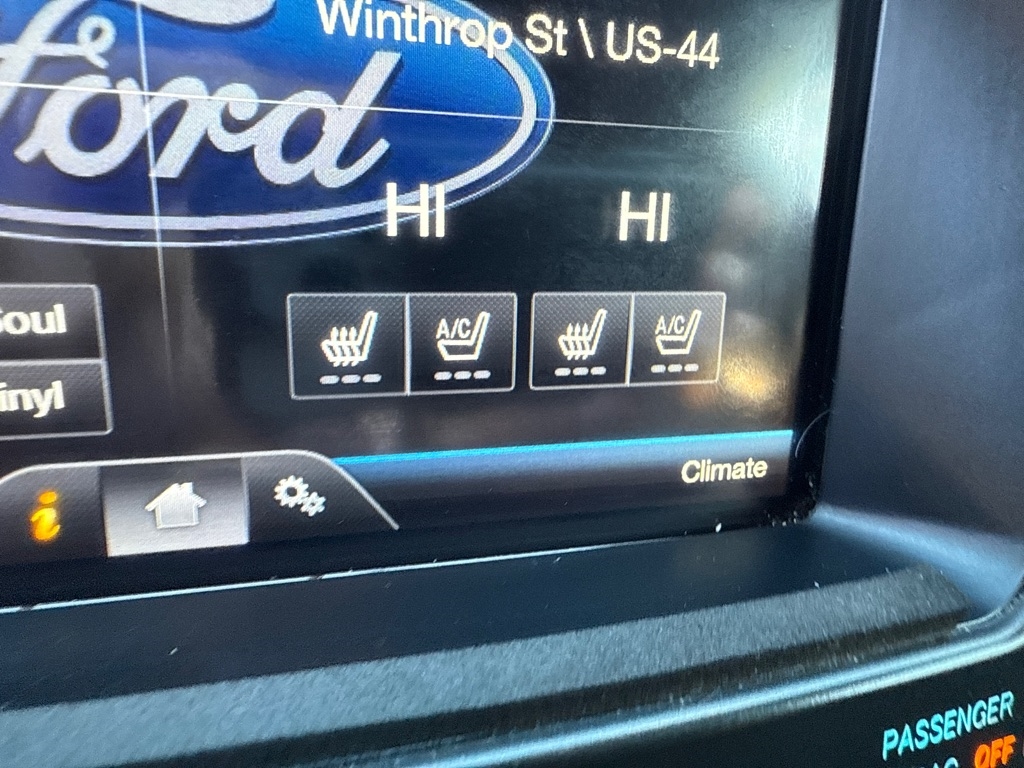 Winthrop St \ US-44
Ford
HI HI
Soul
A/C A/C
inyl
Climate
i
PASSENGER
OFF